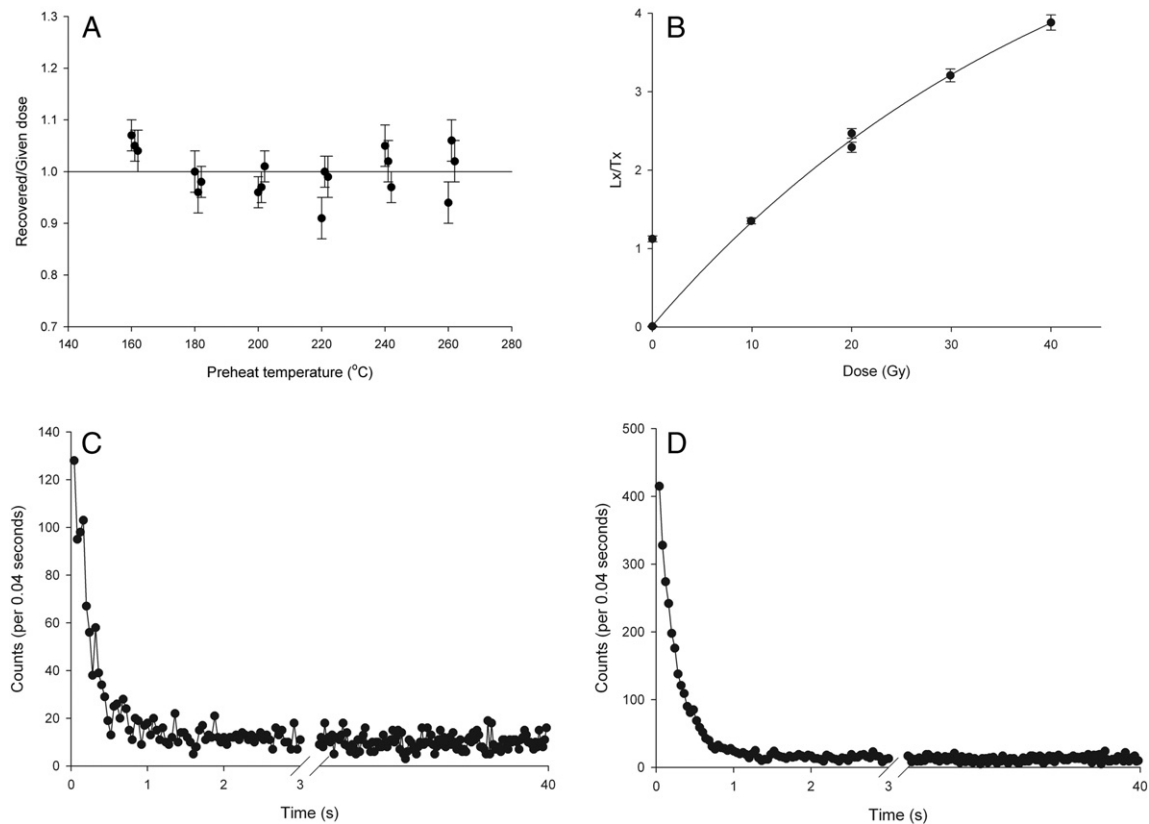 A
1.3
1.2
1.1
1.0
0.9
0.8
0.7
140 160 180 200 220 240 260 280
Recovered/Given dose
Preheat temperature (°C)
B
4
3
2
1
0
0 10 20 30 40
Lx/Tx
Dose (Gy)
C
140
120
100
80
60
40
20
0
0 1 2 3 40
Counts (per 0.04 seconds)
Time (s)
D
500
400
300
200
100
0
0 1 2 3 40
Counts (per 0.04 seconds)
Time (s)